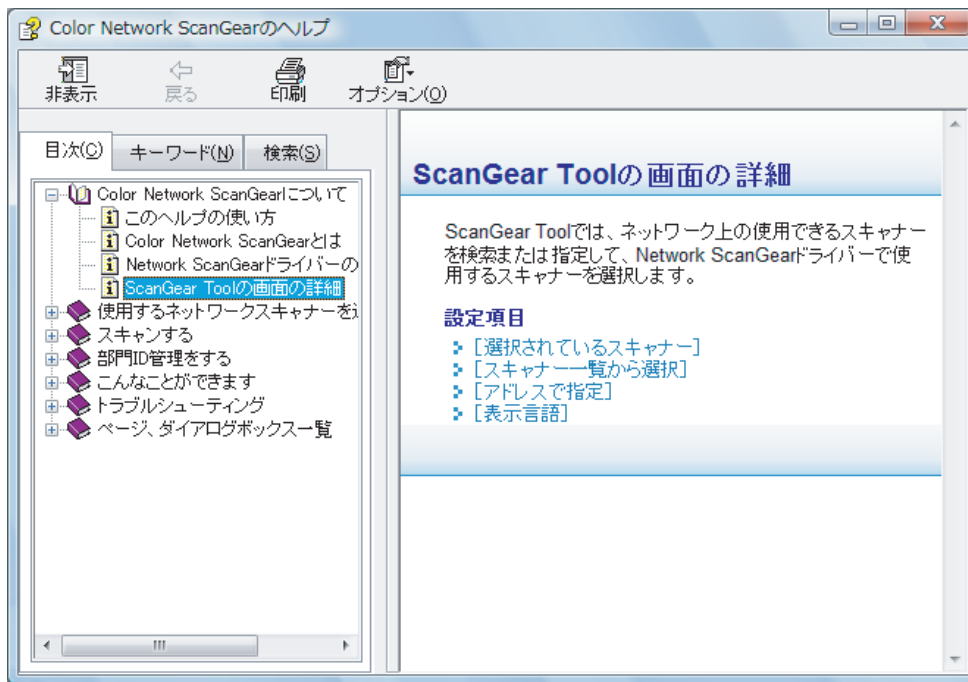 Color Network ScanGearのヘルプ
非表示
戻る
印刷
オプション(O)
目次(C)
キーワード(N)
検索(S)
Color Network ScanGearについて
このヘルプの使い方
Color Network ScanGearとは
Network ScanGearドライバーの
ScanGear Toolの画面の詳細
使用するネットワークスキャナーを
スキャンする
部門ID管理をする
こんなことができます
トラブルシューティング
ページ、ダイアログボックス一覧
ScanGear Toolの画面の詳細
ScanGear Toolでは、ネットワーク上の使用できるスキャナー
を検索または指定して、Network ScanGearドライバーで使
用するスキャナーを選択します。
設定項目
[選択されているスキャナー]
[スキャナー一覧から選択]
[アドレスで指定]
[表示言語]